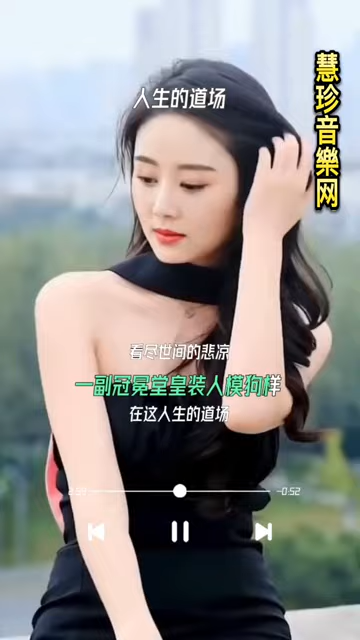 人生的道场
慧珍音樂网
看尽世间的悲凉
一副冠冕堂皇装人模狗样
在这人生的道场
-0:52